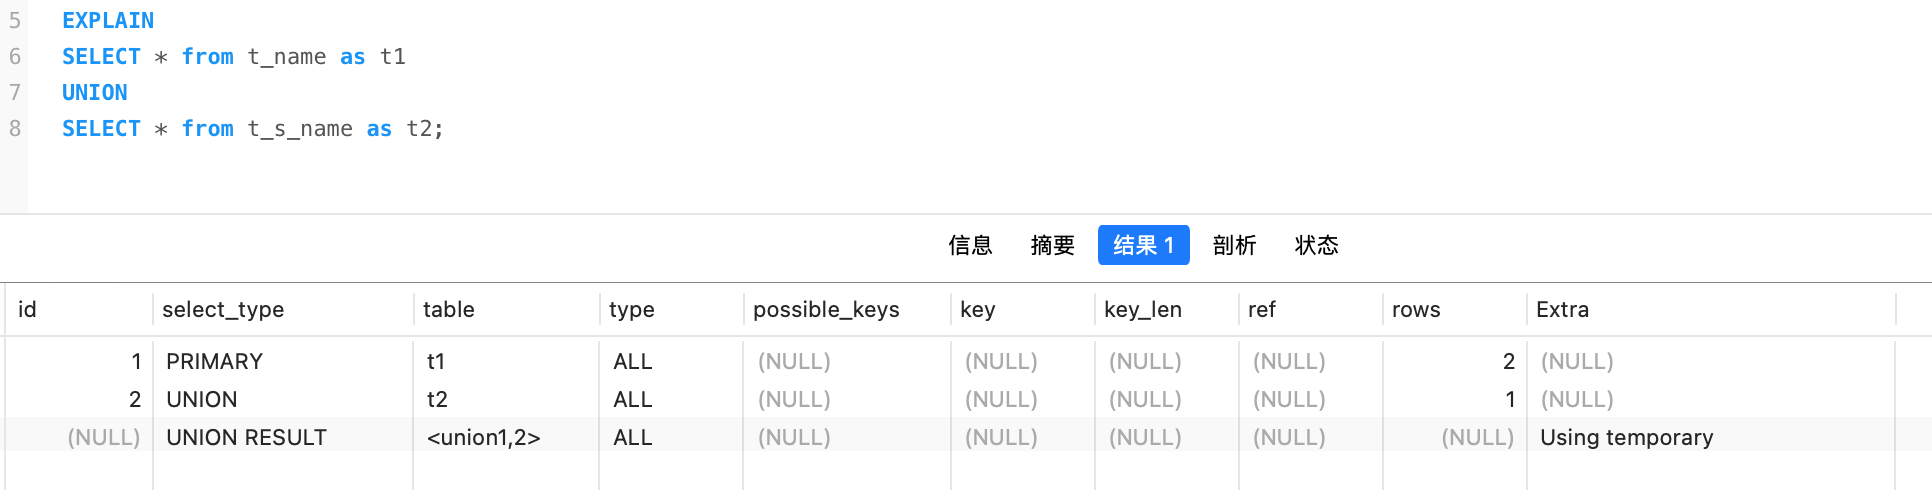 5 EXPLAIN
6 SELECT * from t_name as t1
7 UNION
8 SELECT * from t_s_name as t2;
信息 摘要 结果 1 剖析 状态
id select_type table type possible_keys key key_len ref rows Extra
1 PRIMARY t1 ALL (NULL) (NULL) (NULL) (NULL) 2 (NULL)
2 UNION t2 ALL (NULL) (NULL) (NULL) (NULL) 1 (NULL)
(NULL) UNION RESULT <union1,2> ALL (NULL) (NULL) (NULL) (NULL) (NULL) Using temporary